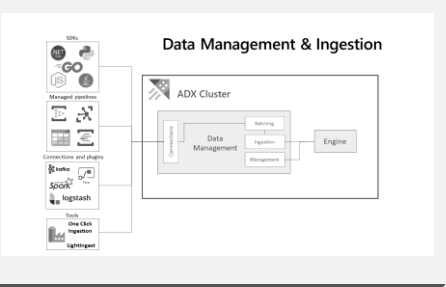 Data Management & Ingestion
SDKs
.NET
GO
JS
Managed pipelines
Connections and plugins
kafka
Flow
Spark
logstash
Tools
One Click
Ingestion
LightIngest
ADX Cluster
Connections
Data
Management
Batching
Ingestion
Management
Engine